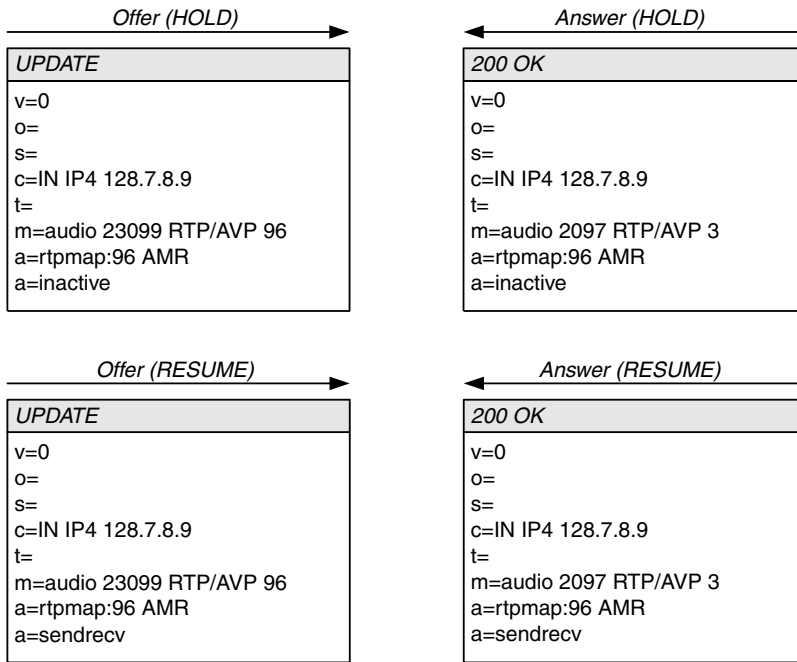 Offer (HOLD)
UPDATE
v=0
o=
s=
c=IN IP4 128.7.8.9
t=
m=audio 23099 RTP/AVP 96
a=rtpmap:96 AMR
a=inactive
Answer (HOLD)
200 OK
v=0
o=
s=
c=IN IP4 128.7.8.9
t=
m=audio 2097 RTP/AVP 3
a=rtpmap:96 AMR
a=inactive
Offer (RESUME)
UPDATE
v=0
o=
s=
c=IN IP4 128.7.8.9
t=
m=audio 23099 RTP/AVP 96
a=rtpmap:96 AMR
a=sendrecv
Answer (RESUME)
200 OK
v=0
o=
s=
c=IN IP4 128.7.8.9
t=
m=audio 2097 RTP/AVP 3
a=rtpmap:96 AMR
a=sendrecv